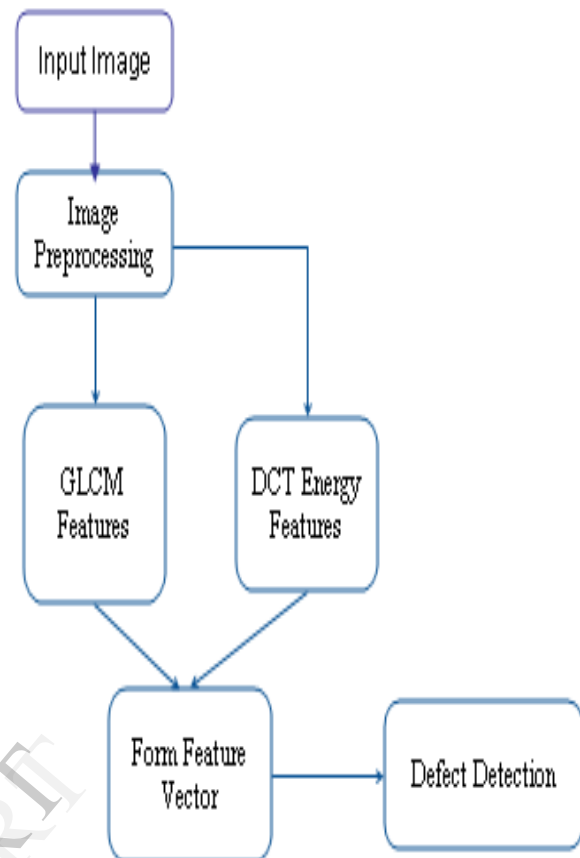 Input Image
Image
Preprocessing
GLCM
Features
DCT Energy
Features
Form Feature
Vector
Defect Detection